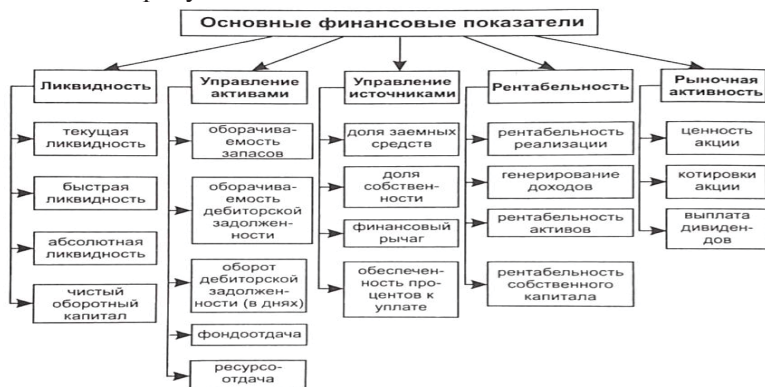 Основные финансовые показатели
Ликвидность
текущая
ликвидность
быстрая
ликвидность
абсолютная
ликвидность
чистый
оборотный
капитал
Управление
активами
оборачива-
емость
запасов
оборачива-
емость
дебиторской
задолжен-
ности
оборот
дебиторской
задолжен-
ности (в днях)
фондоотдача
ресурсо-
отдача
Управление
источниками
доля заемных
средств
доля
собствен-
ности
финансовый
рычаг
обеспечен-
ность про-
центов к
уплате
Рентабельность
рентабельность
реализации
генерирование
доходов
рентабельность
активов
рентабельность
собственного
капитала
Рыночная
активность
ценность
акции
котировки
акции
выплата
дивиден-
дов